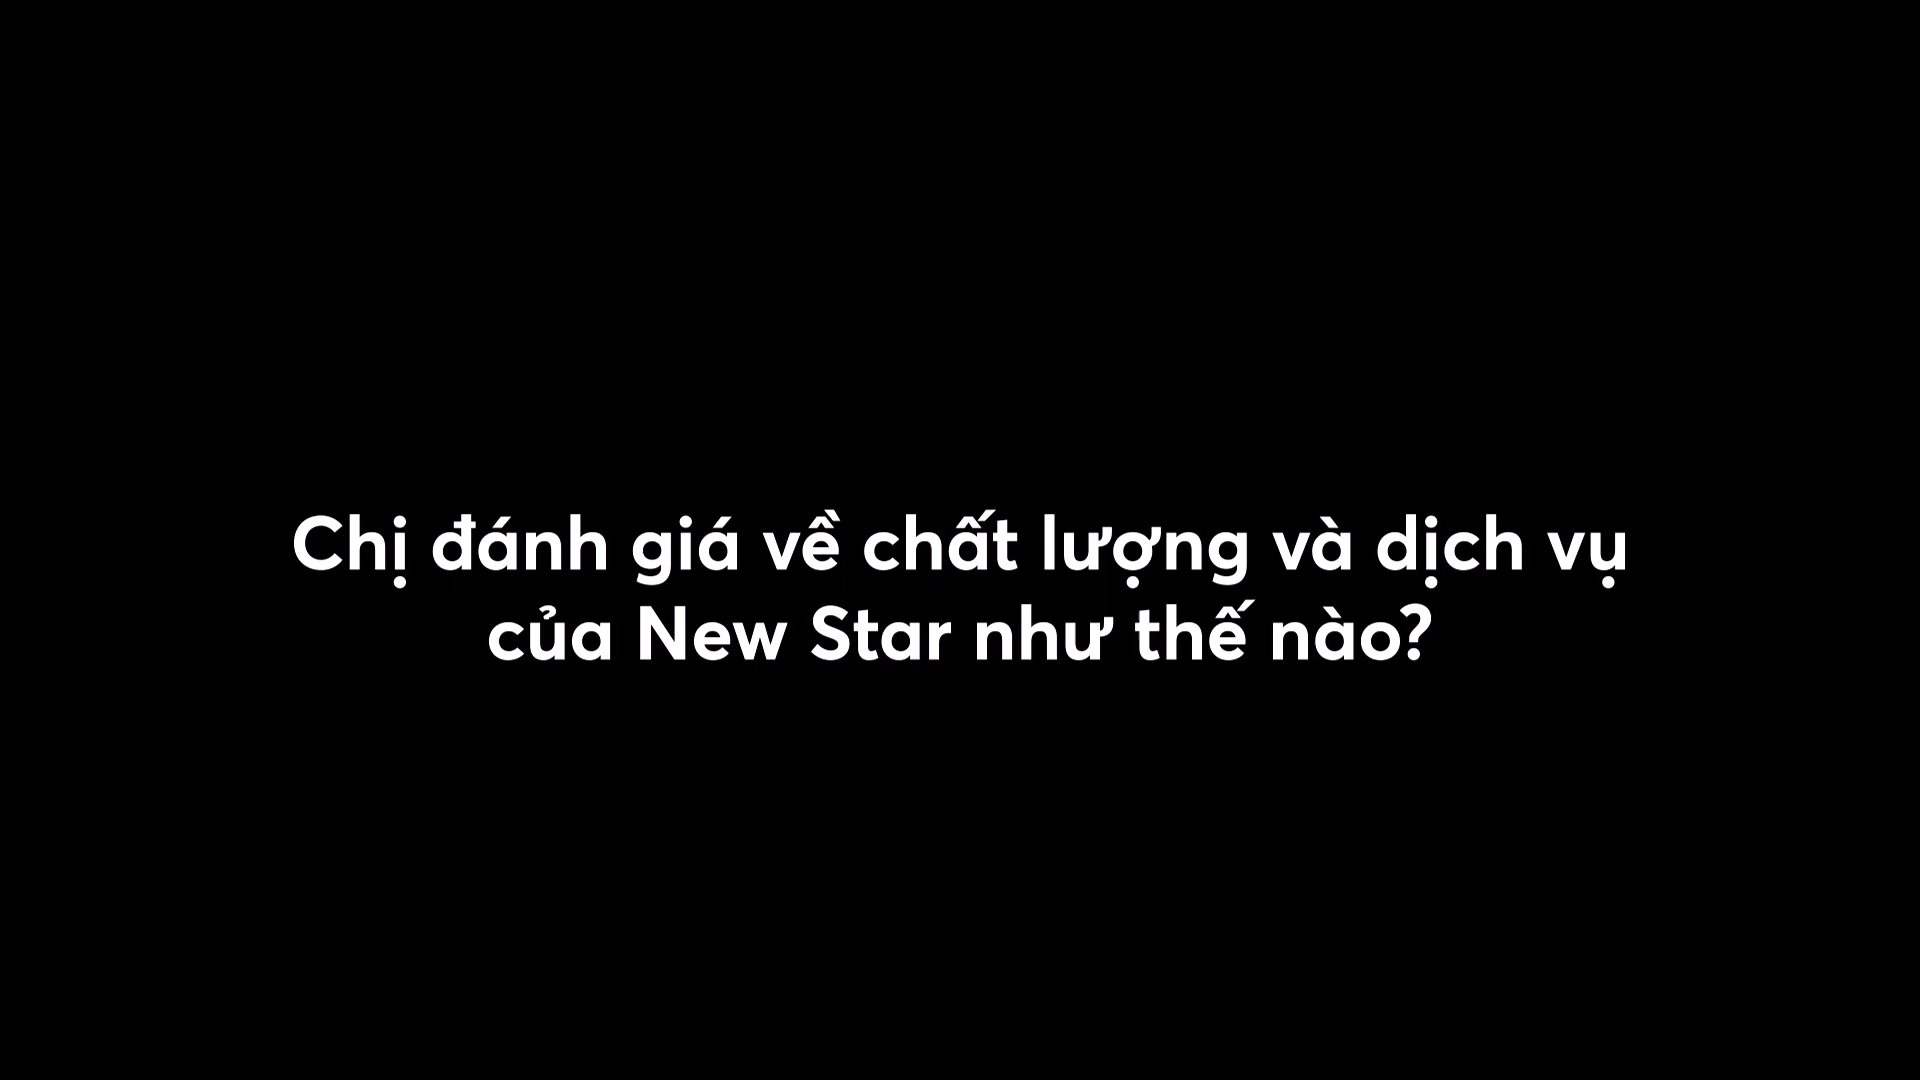 Chị đánh giá về chất lượng và dịch vụ
của New Star như thế nào?